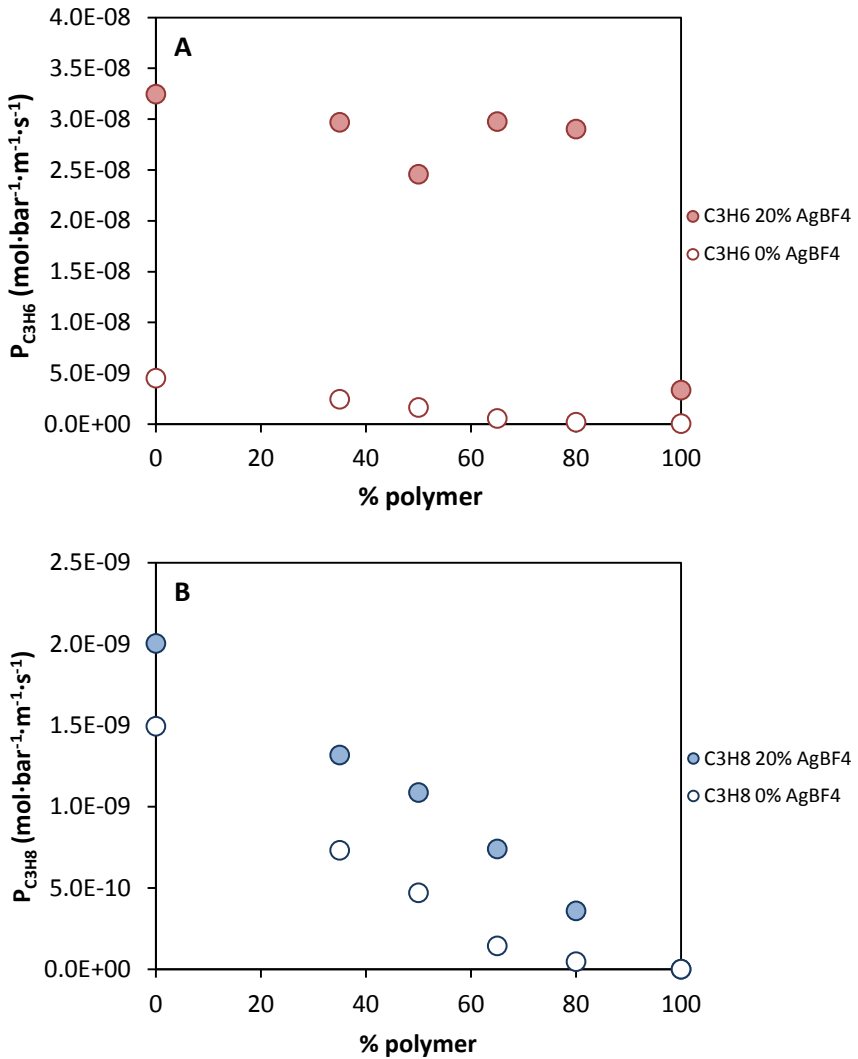 A
4.0E-08
3.5E-08
3.0E-08
2.5E-08
2.0E-08
1.5E-08
1.0E-08
5.0E-09
0.0E+00
P_C3H6 (mol·bar⁻¹·m⁻¹·s⁻¹)
0 20 40 60 80 100
% polymer
C3H6 20% AgBF4
C3H6 0% AgBF4
B
2.5E-09
2.0E-09
1.5E-09
1.0E-09
5.0E-10
0.0E+00
P_C3H8 (mol·bar⁻¹·m⁻¹·s⁻¹)
0 20 40 60 80 100
% polymer
C3H8 20% AgBF4
C3H8 0% AgBF4